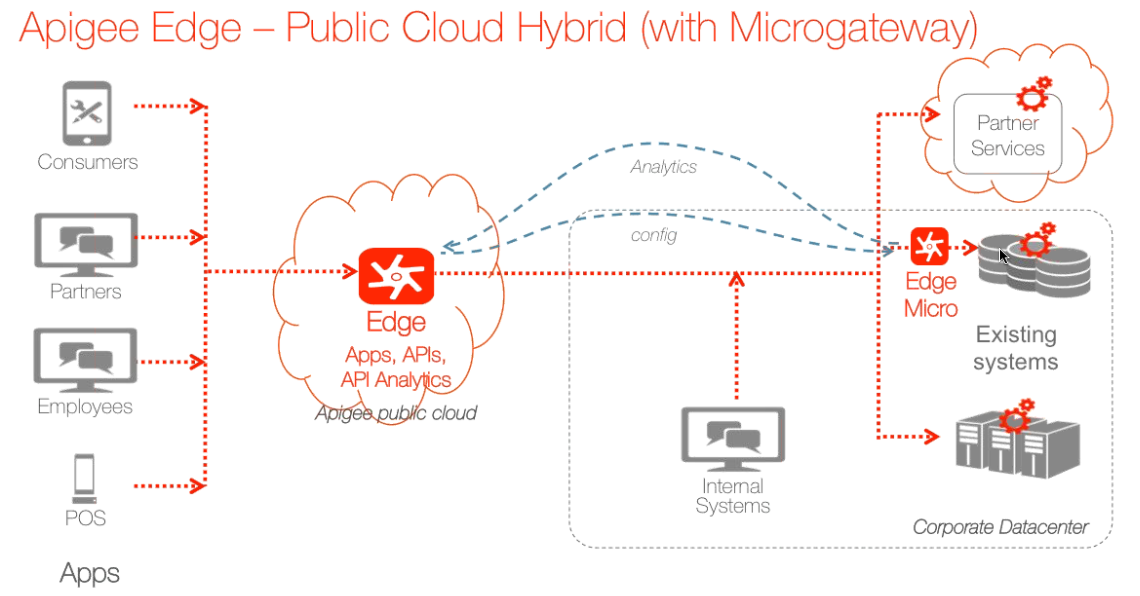 Apigee Edge – Public Cloud Hybrid (with Microgateway)
Consumers
Partners
Employees
POS
Apps
Edge
Apps, APIs,
API Analytics
Apigee public cloud
Analytics
config
Internal
Systems
Partner
Services
Edge
Micro
Existing
systems
Corporate Datacenter